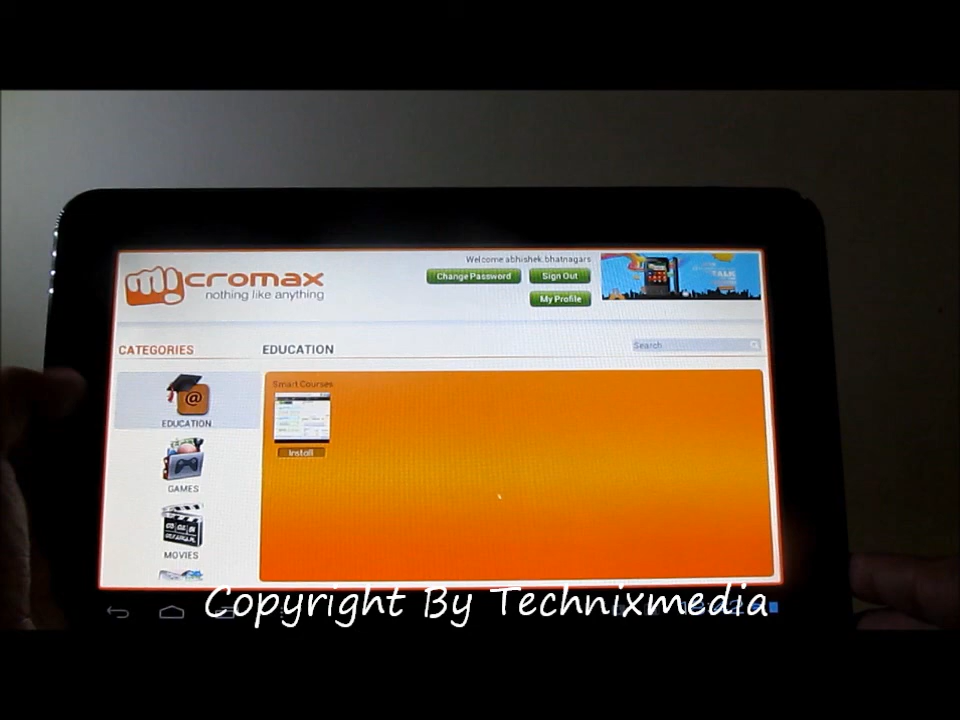 Welcome:abhishek.bhatnagars
micromax
nothing like anything
Change Password
Sign Out
My Profile
TALK
CATEGORIES
EDUCATION
Search
EDUCATION
Smart Courses
Install
GAMES
MOVIES
Copyright By Technixmedia